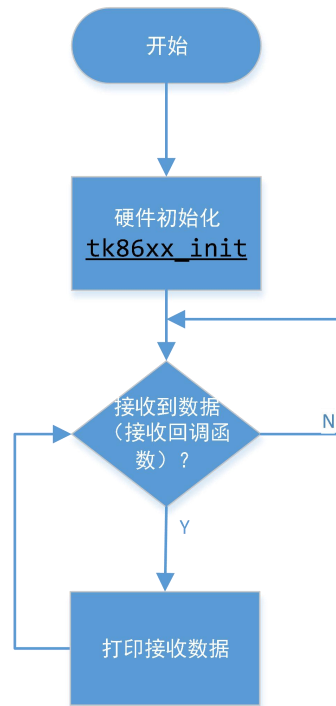 开始
硬件初始化
tk86xx_init
接收到数据
（接收回调函
数）？
N
Y
打印接收数据